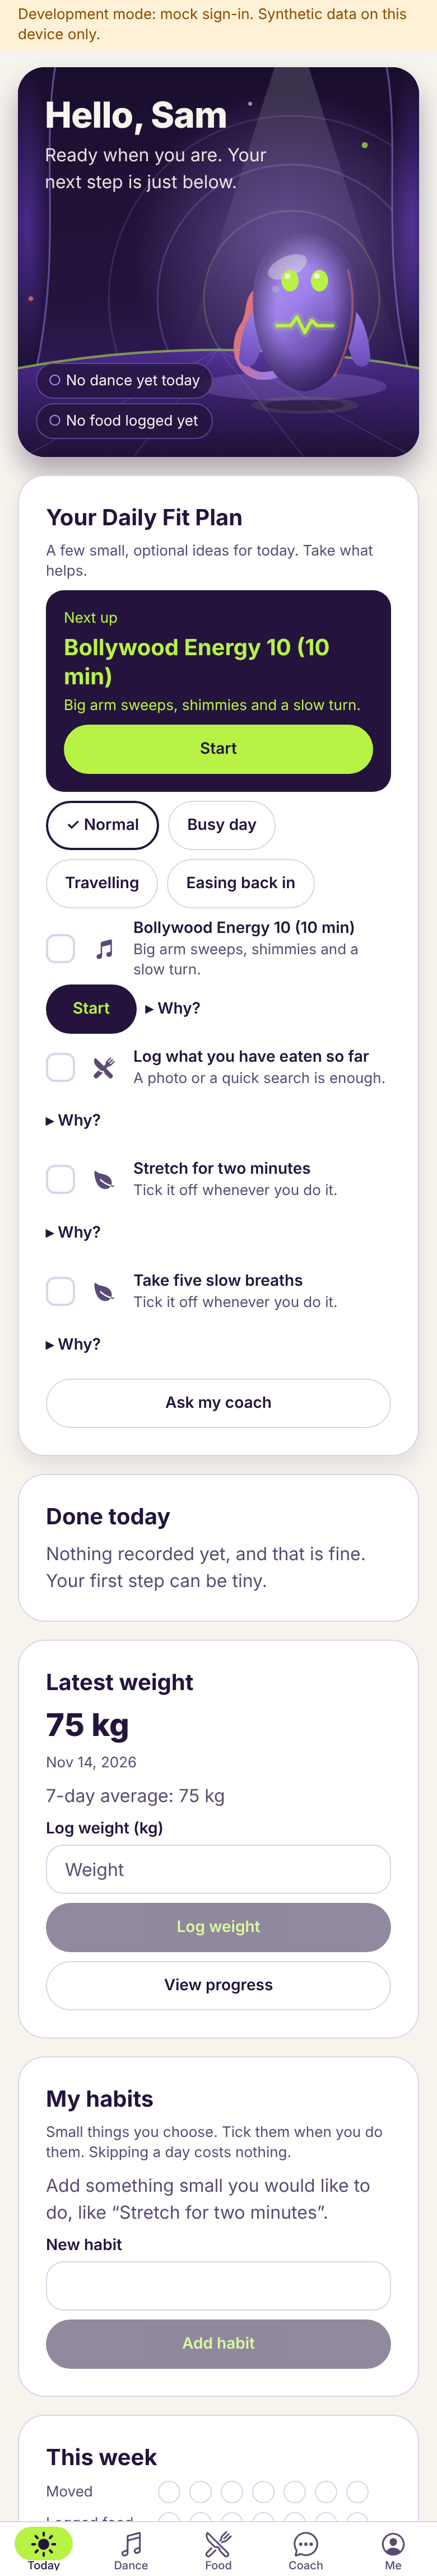 Development mode: mock sign-in. Synthetic data on this
device only.
Hello, Sam
Ready when you are. Your
next step is just below.
No dance yet today
No food logged yet
Your Daily Fit Plan
A few small, optional ideas for today. Take what
helps.
Next up
Bollywood Energy 10 (10
min)
Big arm sweeps, shimmies and a slow turn.
Start
✓ Normal
Busy day
Travelling
Easing back in
Bollywood Energy 10 (10 min)
Big arm sweeps, shimmies and a
slow turn.
Start
▸ Why?
Log what you have eaten so far
A photo or a quick search is enough.
▸ Why?
Stretch for two minutes
Tick it off whenever you do it.
▸ Why?
Take five slow breaths
Tick it off whenever you do it.
▸ Why?
Ask my coach
Done today
Nothing recorded yet, and that is fine.
Your first step can be tiny.
Latest weight
75 kg
Nov 14, 2026
7-day average: 75 kg
Log weight (kg)
Weight
Log weight
View progress
My habits
Small things you choose. Tick them when you do
them. Skipping a day costs nothing.
Add something small you would like to
do, like “Stretch for two minutes”.
New habit
Add habit
This week
Moved
Logged food
Today
Dance
Food
Coach
Me